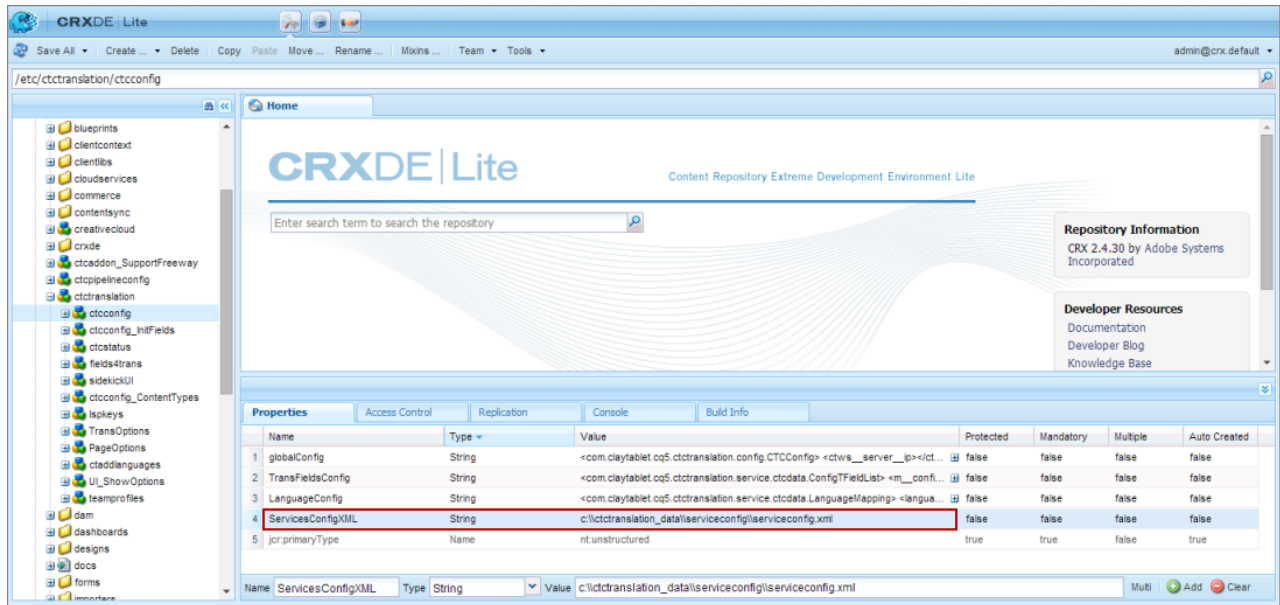 CRXDE | Lite
Save All Create ... Delete Copy Paste Move ... Rename ... Mixins ... Team Tools admin@crx.default
/etc/ctctranslation/ctcconfig
Home
blueprints
clientcontext
clientlibs
cloudservices
commerce
contentsync
creativecloud
crxde
ctcaddon_SupportFreeway
ctcpipelineconfig
ctctranslation
ctcconfig
ctcconfig_InitFields
ctcstatus
fields4trans
sidekickUI
ctcconfig_ContentTypes
lspkeys
TransOptions
PageOptions
ctaddlanguages
UI_ShowOptions
teamprofiles
dam
dashboards
designs
docs
forms
importers
CRXDE | Lite
Content Repository Extreme Development Environment Lite
Enter search term to search the repository
Repository Information
CRX 2.4.30 by Adobe Systems
Incorporated
Developer Resources
Documentation
Developer Blog
Knowledge Base
Properties Access Control Replication Console Build Info
Name Type Value Protected Mandatory Multiple Auto Created
1 globalConfig String <com.claytablet.cq5.ctctranslation.config.CTCConfig> <ctws__server__ip></ct... false false false false
2 TransFieldsConfig String <com.claytablet.cq5.ctctranslation.service.ctcdata.ConfigTFieldList> <m__confi... false false false false
3 LanguageConfig String <com.claytablet.cq5.ctctranslation.service.ctcdata.LanguageMapping> <langua... false false false false
4 ServicesConfigXML String c:\\ctctranslation_data\\serviceconfig\\serviceconfig.xml false false false false
5 jcr:primaryType Name nt:unstructured true true false true
Name ServicesConfigXML Type String Value c:\\ctctranslation_data\\serviceconfig\\serviceconfig.xml Multi Add Clear